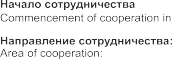 Начало сотрудничества
Commencement of cooperation in
Направление сотрудничества:
Area of cooperation: